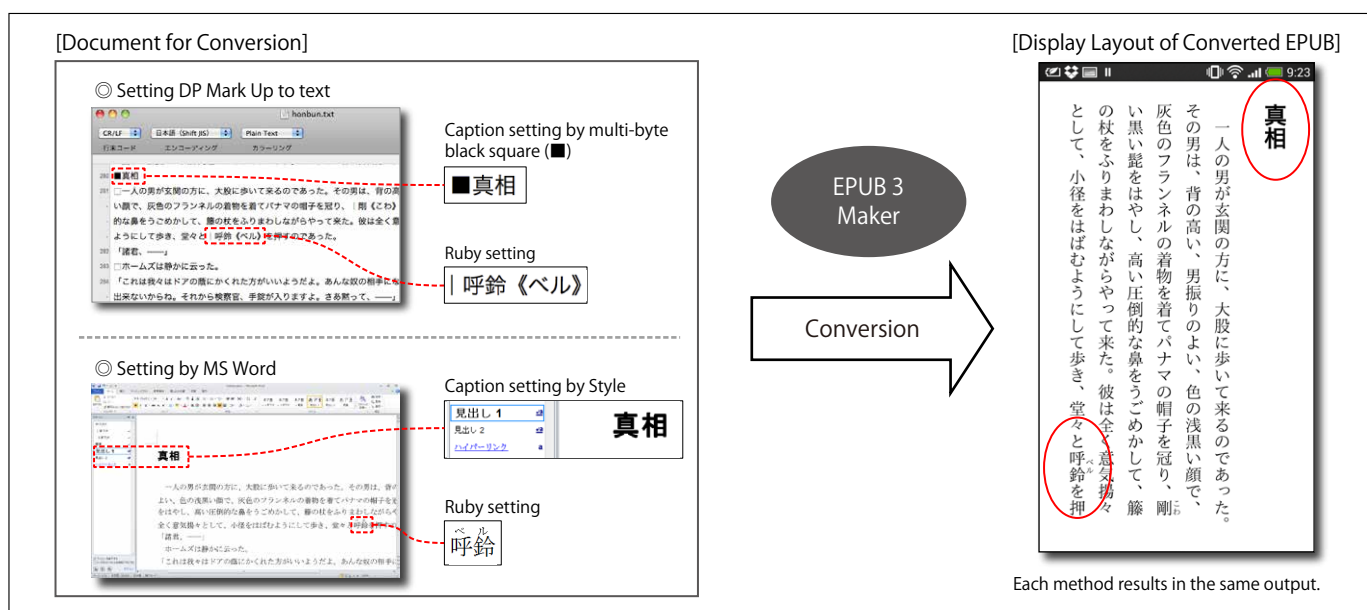 [Document for Conversion]
◎ Setting DP Mark Up to text
honbun.txt
CR/LF
日本語 (Shift JIS)
Plain Text
行末コード
エンコーディング
カラーリング
280 ■真相
281 □一人の男が玄関の方に、大股に歩いて来るのであった。その男は、背の高
い顔で、灰色のフランネルの着物を着てパナマの帽子を冠り、｜剛《こわ》
的な鼻をうごめかして、籐の杖をふりまわしながらやって来た。彼は全く意
ようにして歩き、堂々と｜呼鈴《ベル》を押すのであった。
282 「諸君、――」
283 □ホームズは静かに云った。
284 「これは我々はドアの蔭にかくれた方がいいようだよ。あんな奴の相手に
出来ないからね。それから検察官、手錠が入りますよ。さあ黙って、――」
Caption setting by multi-byte
black square (■)
■真相
Ruby setting
｜呼鈴《ベル》
◎ Setting by MS Word
見出し 1
真相
一人の男が玄関の方に、大股に歩いて来るのであった。その男は、背の
よい、色の浅黒い顔で、灰色のフランネルの着物を着てパナマの帽子を
をはやし、高い圧倒的な鼻をうごめかして、籐の杖をふりまわしながらや
全く意気揚々として、小径をはばむようにして歩き、堂々と呼鈴を押すの
「諸君、――」
ホームズは静かに云った。
「これは我々はドアの蔭にかくれた方がいいようだよ、あんな奴の相手に
Caption setting by Style
見出し 1
見出し 2
ハイパーリンク a
真相
Ruby setting
ベル
呼鈴
EPUB 3
Maker
Conversion
[Display Layout of Converted EPUB]
9:23
真相
一人の男が玄関の方に、大股に歩いて来るのであった。
その男は、背の高い、男振りのよい、色の浅黒い顔で、
灰色のフランネルの着物を着てパナマの帽子を冠り、剛
こわ
い黒い髭をはやし、高い圧倒的な鼻をうごめかして、籐
の杖をふりまわしながらやって来た。彼は全く意気揚々
として、小径をはばむようにして歩き、堂々と呼鈴を押
ベル
Each method results in the same output.